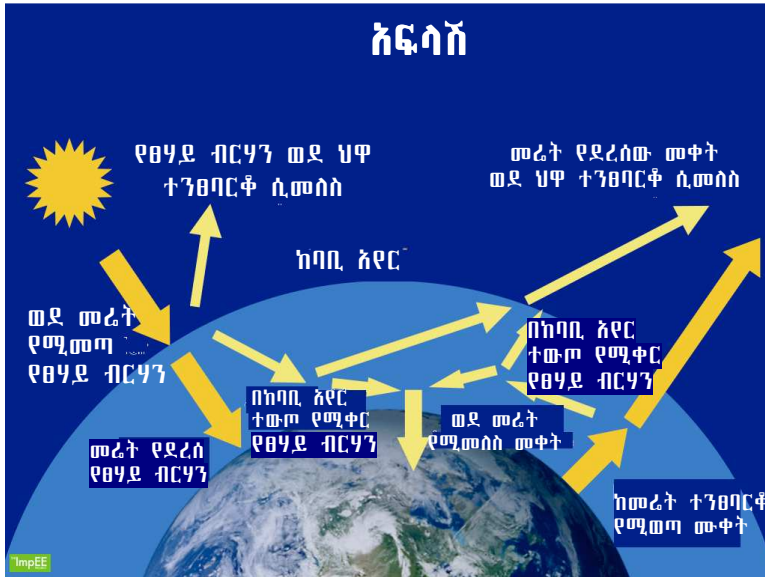 አፍላሽ
የፀሃይ ብርሃን ወደ ህዋ
ተንፀባርቆ ሲመለስ
መሬት የደረሰው መቀት
ወደ ህዋ ተንፀባርቆ ሲመለስ
ከባቢ አየር
ወደ መሬት
የሚመጣ
የፀሃይ ብርሃን
በከባቢ አየር
ተውጦ የሚቀር
የፀሃይ ብርሃን
በከባቢ አየር
ተውጦ የሚቀር
የፀሃይ ብርሃን
ወደ መሬት
የሚመለስ መቀት
መሬት የደረሰ
የፀሃይ ብርሃን
ከመሬት ተንፀባርቆ
የሚወጣ ሙቀት
ImpEE